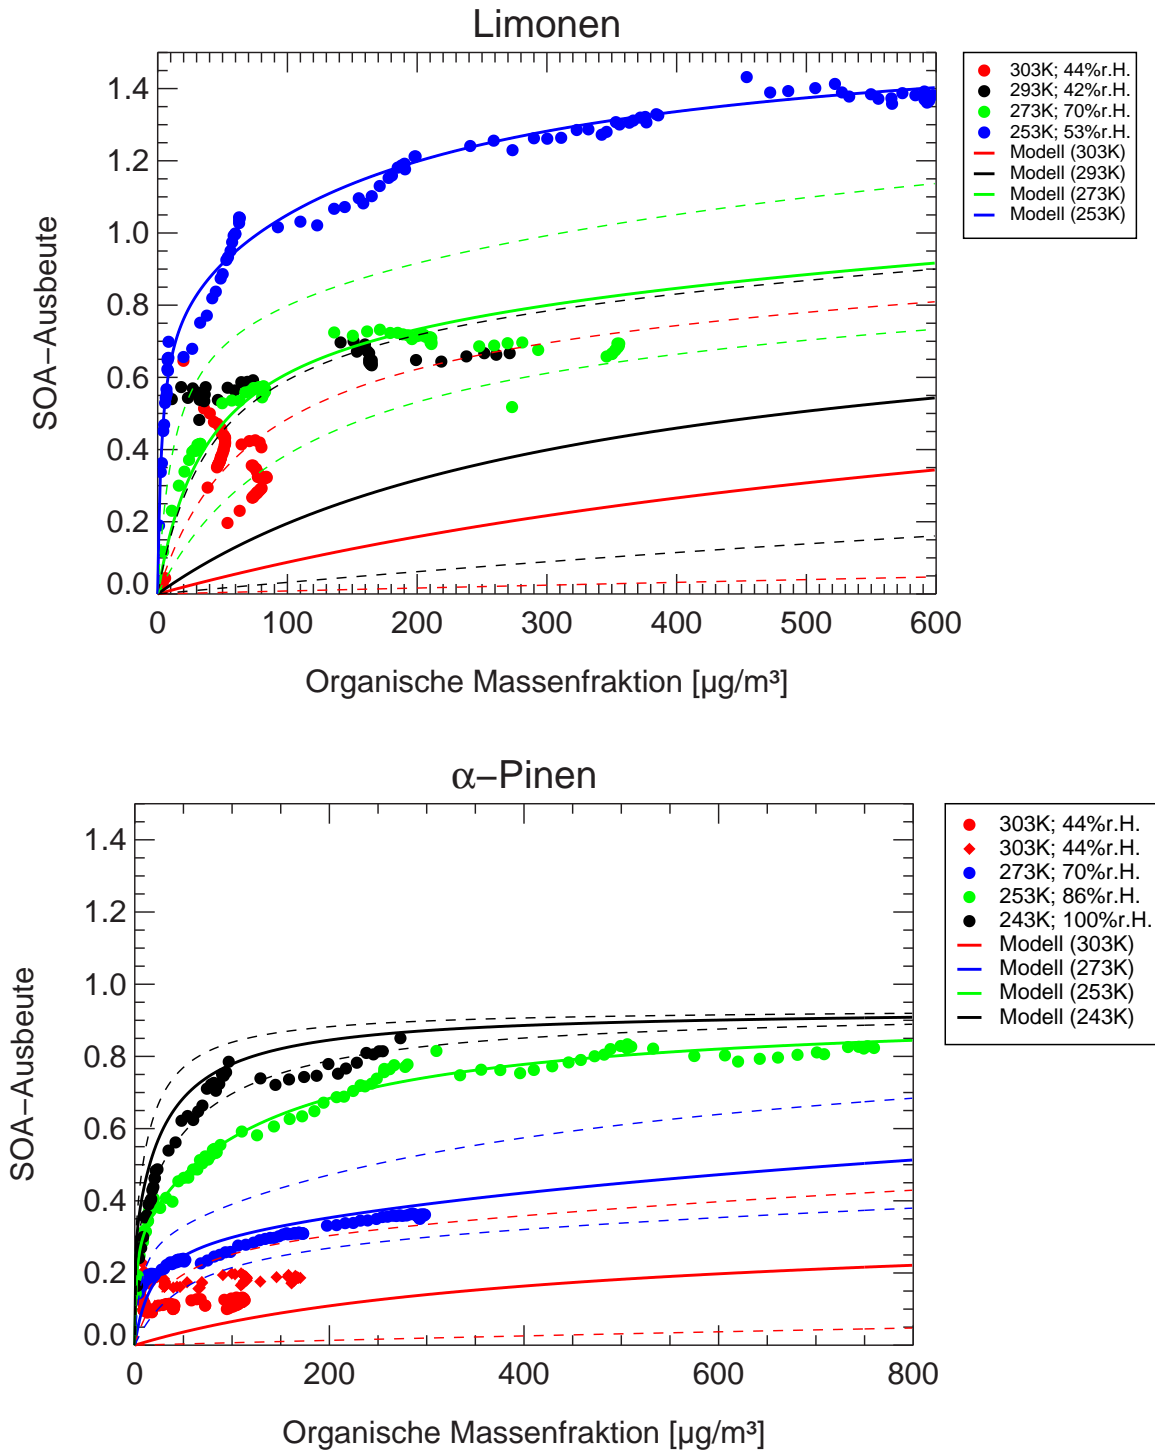 Limonen
1.4
1.2
1.0
0.8
0.6
0.4
0.2
0.0
SOA−Ausbeute
0
100
200
300
400
500
600
Organische Massenfraktion [µg/m³]
303K; 44%r.H.
293K; 42%r.H.
273K; 70%r.H.
253K; 53%r.H.
Modell (303K)
Modell (293K)
Modell (273K)
Modell (253K)
α−Pinen
1.4
1.2
1.0
0.8
0.6
0.4
0.2
0.0
SOA−Ausbeute
0
200
400
600
800
Organische Massenfraktion [µg/m³]
303K; 44%r.H.
303K; 44%r.H.
273K; 70%r.H.
253K; 86%r.H.
243K; 100%r.H.
Modell (303K)
Modell (273K)
Modell (253K)
Modell (243K)